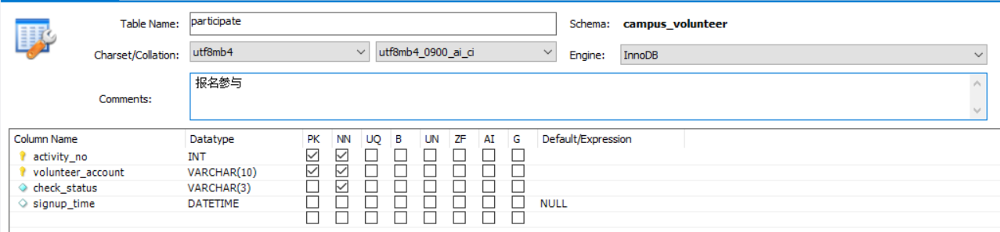 Table Name: participate Schema: campus_volunteer
Charset/Collation: utf8mb4 utf8mb4_0900_ai_ci Engine: InnoDB
Comments: 报名参与
Column Name Datatype PK NN UQ B UN ZF AI G Default/Expression
activity_no INT
volunteer_account VARCHAR(10)
check_status VARCHAR(3)
signup_time DATETIME NULL